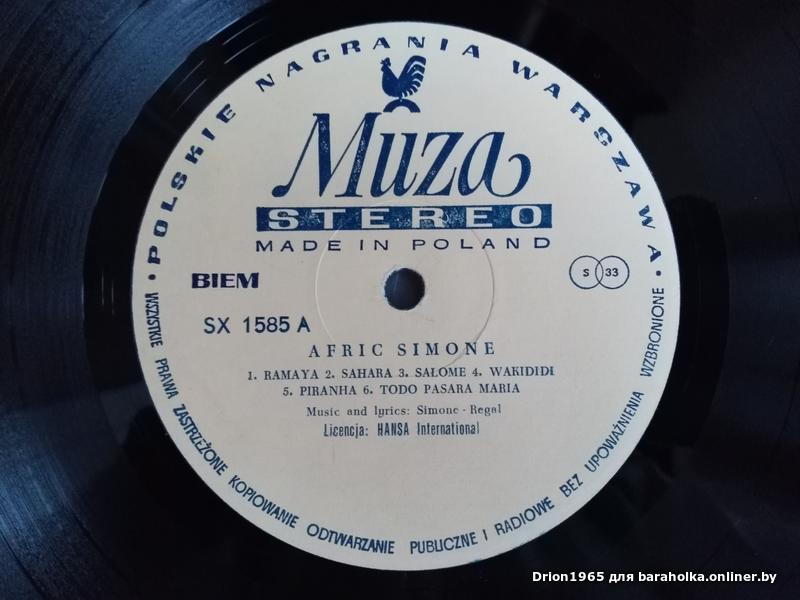 POLSKIE NAGRANIA WARSZAWA
Muza
STEREO
MADE IN POLAND
BIEM
S 33
SX 1585 A
AFRIC SIMONE
1. RAMAYA 2. SAHARA 3. SALOME 4. WAKIDIDI
5. PIRANHA 6. TODO PASARA MARIA
Music and lyrics: Simone - Regal
Licencja: HANSA International
WSZYSTKIE PRAWA ZASTRZEŻONE KOPIOWANIE ODTWARZANIE PUBLICZNE I RADIOWE BEZ UPOWAŻNIENIA WZBRONIONE
Drion1965 для baraholka.onliner.by